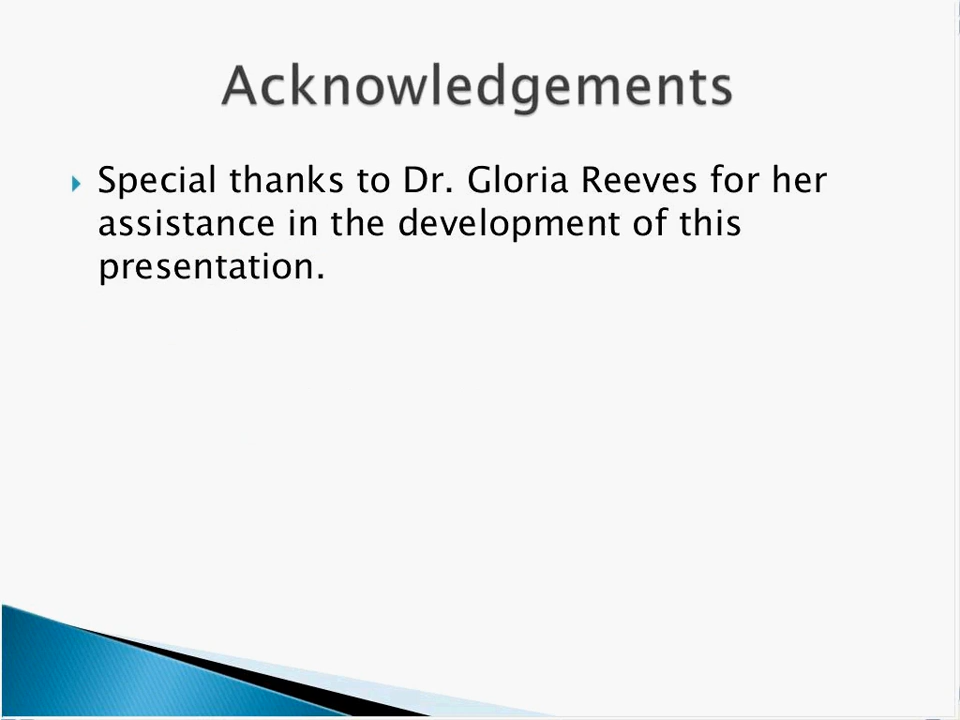 Acknowledgements
Special thanks to Dr. Gloria Reeves for her
assistance in the development of this
presentation.